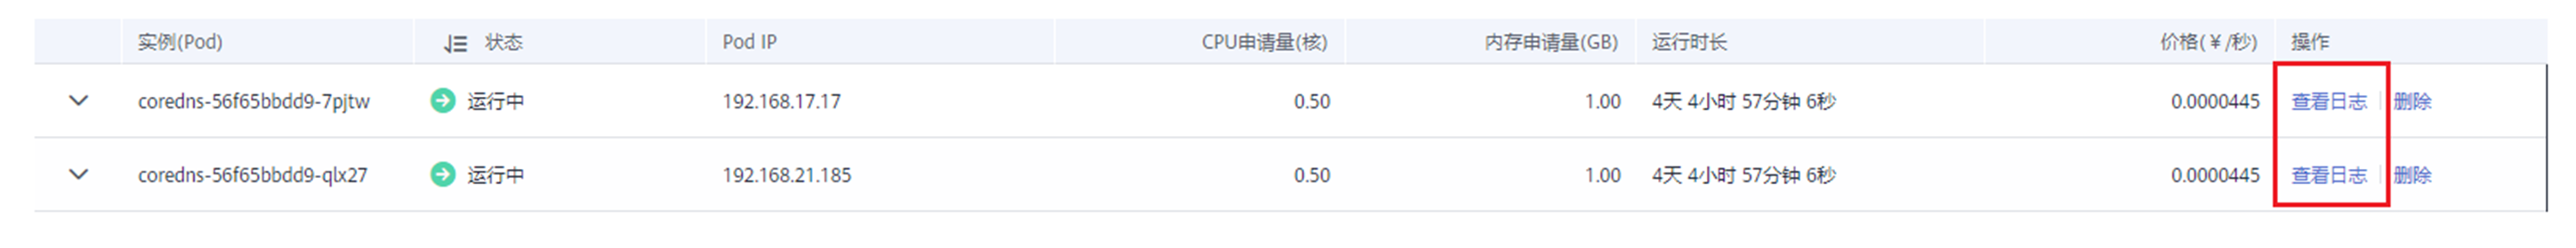 实例(Pod) 状态 Pod IP CPU申请量(核) 内存申请量(GB) 运行时长 价格(￥/秒) 操作
coredns-56f65bbdd9-7pjtw 运行中 192.168.17.17 0.50 1.00 4天 4小时 57分钟 6秒 0.0000445 查看日志 删除
coredns-56f65bbdd9-qlx27 运行中 192.168.21.185 0.50 1.00 4天 4小时 57分钟 6秒 0.0000445 查看日志 删除